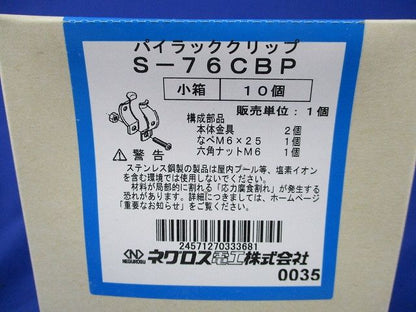 パイラッククリップ
S-76CBP
小箱 10個
販売単位:1個
構成部品
本体金具 2個
なべM6×25 1個
六角ナットM6 1個
⚠警告
ステンレス鋼製の製品は屋内プール等、塩素イオン
を含む環境では使用しないでください。
材料が局部的に割れる「応力腐食割れ」が発生する
恐れがあります。詳細につきましては、ホームページ
「重要なお知らせ」をご覧ください。
24571270333681
NEGUROSU ネグロス電工株式会社
0035